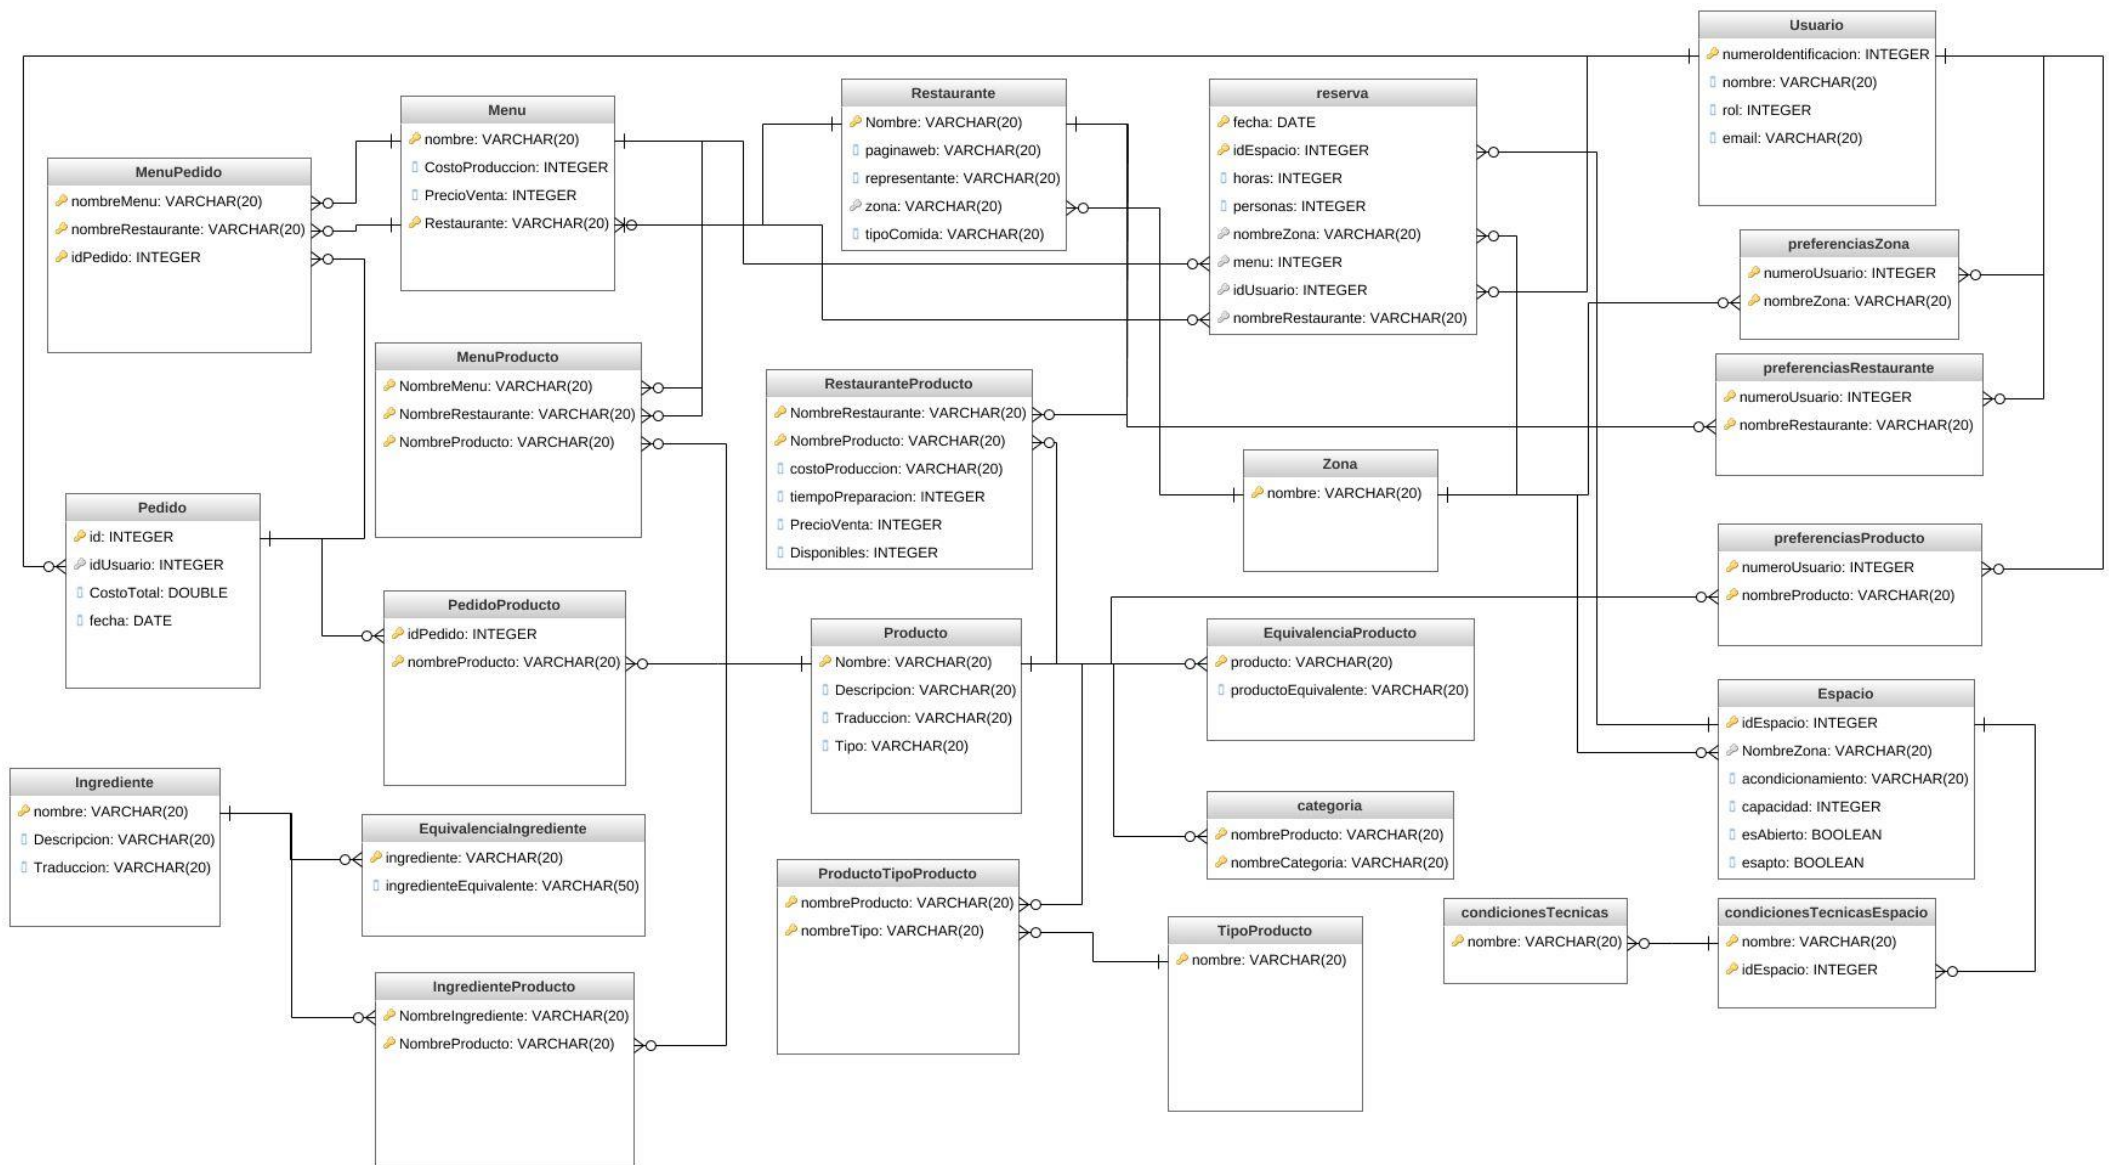 Usuario
numeroIdentificacion: INTEGER
nombre: VARCHAR(20)
rol: INTEGER
email: VARCHAR(20)
Restaurante
Nombre: VARCHAR(20)
paginaweb: VARCHAR(20)
representante: VARCHAR(20)
zona: VARCHAR(20)
tipoComida: VARCHAR(20)
reserva
fecha: DATE
idEspacio: INTEGER
horas: INTEGER
personas: INTEGER
nombreZona: VARCHAR(20)
menu: INTEGER
idUsuario: INTEGER
nombreRestaurante: VARCHAR(20)
Menu
nombre: VARCHAR(20)
CostoProduccion: INTEGER
PrecioVenta: INTEGER
Restaurante: VARCHAR(20)
MenuPedido
nombreMenu: VARCHAR(20)
nombreRestaurante: VARCHAR(20)
idPedido: INTEGER
preferenciasZona
numeroUsuario: INTEGER
nombreZona: VARCHAR(20)
MenuProducto
NombreMenu: VARCHAR(20)
NombreRestaurante: VARCHAR(20)
NombreProducto: VARCHAR(20)
preferenciasRestaurante
numeroUsuario: INTEGER
nombreRestaurante: VARCHAR(20)
RestauranteProducto
NombreRestaurante: VARCHAR(20)
NombreProducto: VARCHAR(20)
costoProduccion: VARCHAR(20)
tiempoPreparacion: INTEGER
PrecioVenta: INTEGER
Disponibles: INTEGER
Zona
nombre: VARCHAR(20)
Pedido
id: INTEGER
idUsuario: INTEGER
CostoTotal: DOUBLE
fecha: DATE
preferenciasProducto
numeroUsuario: INTEGER
nombreProducto: VARCHAR(20)
PedidoProducto
idPedido: INTEGER
nombreProducto: VARCHAR(20)
Producto
Nombre: VARCHAR(20)
Descripcion: VARCHAR(20)
Traduccion: VARCHAR(20)
Tipo: VARCHAR(20)
EquivalenciaProducto
producto: VARCHAR(20)
productoEquivalente: VARCHAR(20)
Espacio
idEspacio: INTEGER
NombreZona: VARCHAR(20)
acondicionamiento: VARCHAR(20)
capacidad: INTEGER
esAbierto: BOOLEAN
esapto: BOOLEAN
Ingrediente
nombre: VARCHAR(20)
Descripcion: VARCHAR(20)
Traduccion: VARCHAR(20)
categoria
nombreProducto: VARCHAR(20)
nombreCategoria: VARCHAR(20)
EquivalenciaIngrediente
ingrediente: VARCHAR(20)
ingredienteEquivalente: VARCHAR(50)
ProductoTipoProducto
nombreProducto: VARCHAR(20)
nombreTipo: VARCHAR(20)
condicionesTecnicas
nombre: VARCHAR(20)
condicionesTecnicasEspacio
nombre: VARCHAR(20)
idEspacio: INTEGER
TipoProducto
nombre: VARCHAR(20)
IngredienteProducto
NombreIngrediente: VARCHAR(20)
NombreProducto: VARCHAR(20)